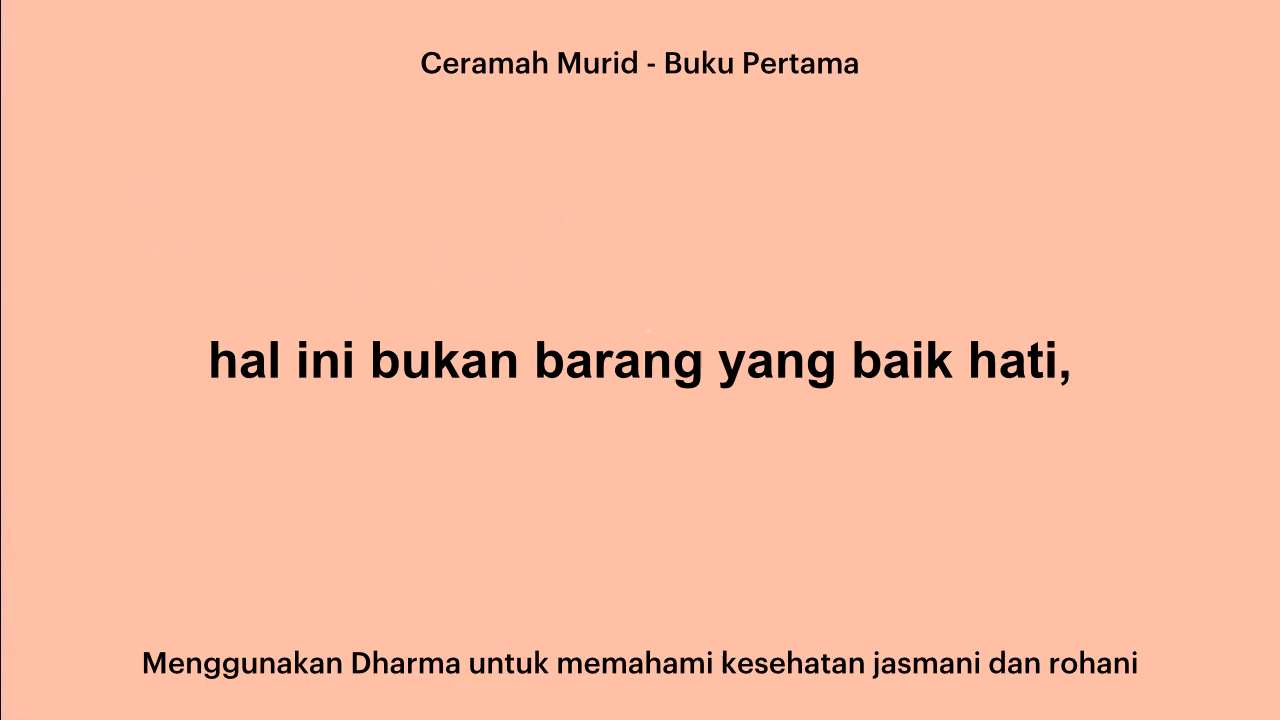 Ceramah Murid - Buku Pertama
hal ini bukan barang yang baik hati,
Menggunakan Dharma untuk memahami kesehatan jasmani dan rohani